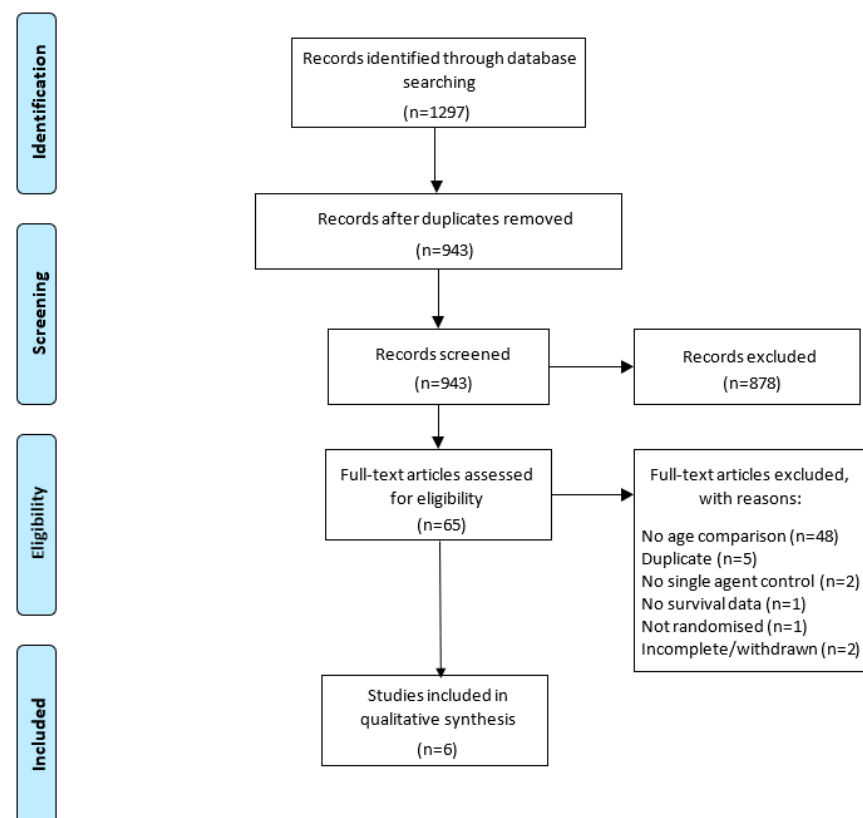 Identification
Records identified through database
searching
(n=1297)
Records after duplicates removed
(n=943)
Screening
Records screened
(n=943)
Records excluded
(n=878)
Eligibility
Full-text articles assessed
for eligibility
(n=65)
Full-text articles excluded,
with reasons:
No age comparison (n=48)
Duplicate (n=5)
No single agent control (n=2)
No survival data (n=1)
Not randomised (n=1)
Incomplete/withdrawn (n=2)
Included
Studies included in
qualitative synthesis
(n=6)